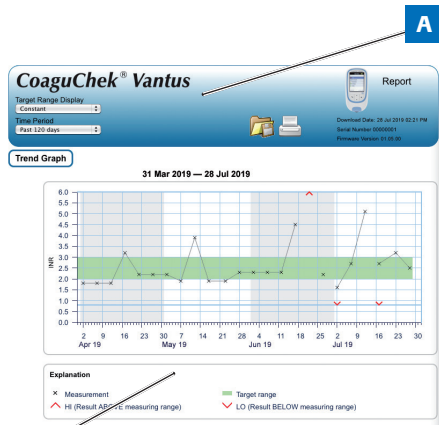 A
CoaguChek® Vantus
Report
Target Range Display
Constant
Time Period
Past 120 days
Download Date: 28 Jul 2019 02:21 PM
Serial Number 00000001
Firmware Version 01.05.00
Trend Graph
31 Mar 2019 — 28 Jul 2019
INR
6.0
5.5
5.0
4.5
4.0
3.5
3.0
2.5
2.0
1.5
1.0
0.5
0.0
2 9 16 23 30 7 14 21 28 4 11 18 25 2 9 16 23 30
Apr 19 May 19 Jun 19 Jul 19
Explanation
× Measurement Target range
HI (Result ABOVE measuring range) LO (Result BELOW measuring range)